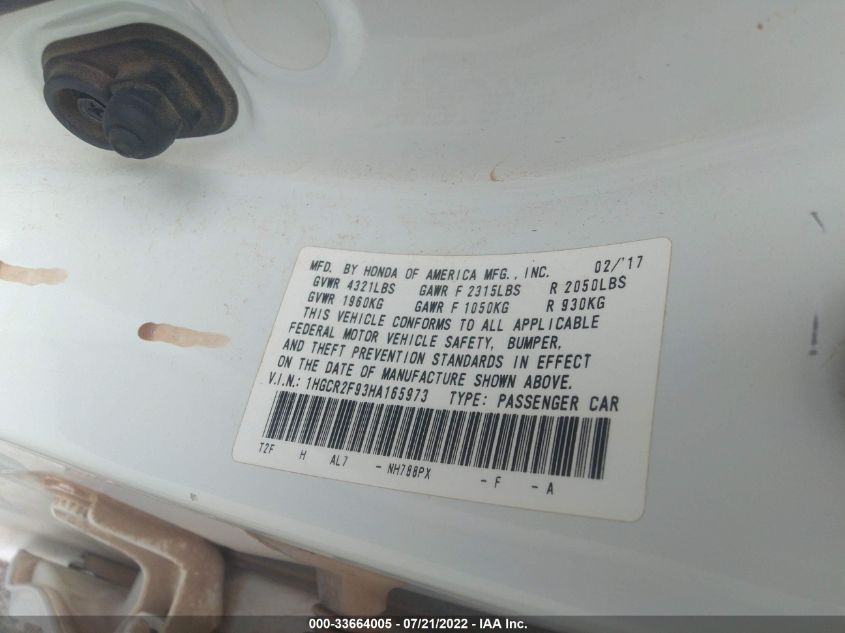 MFD. BY HONDA OF AMERICA MFG., INC. 02/'17
GVWR 4321LBS GAWR F 2315LBS R 2050LBS
GVWR 1960KG GAWR F 1050KG R 930KG
THIS VEHICLE CONFORMS TO ALL APPLICABLE
FEDERAL MOTOR VEHICLE SAFETY, BUMPER,
AND THEFT PREVENTION STANDARDS IN EFFECT
ON THE DATE OF MANUFACTURE SHOWN ABOVE.
V.I.N.: 1HGCR2F93HA165973 TYPE: PASSENGER CAR
T2F H AL7 - NH788PX - F - A
000-33664005 - 07/21/2022 - IAA Inc.